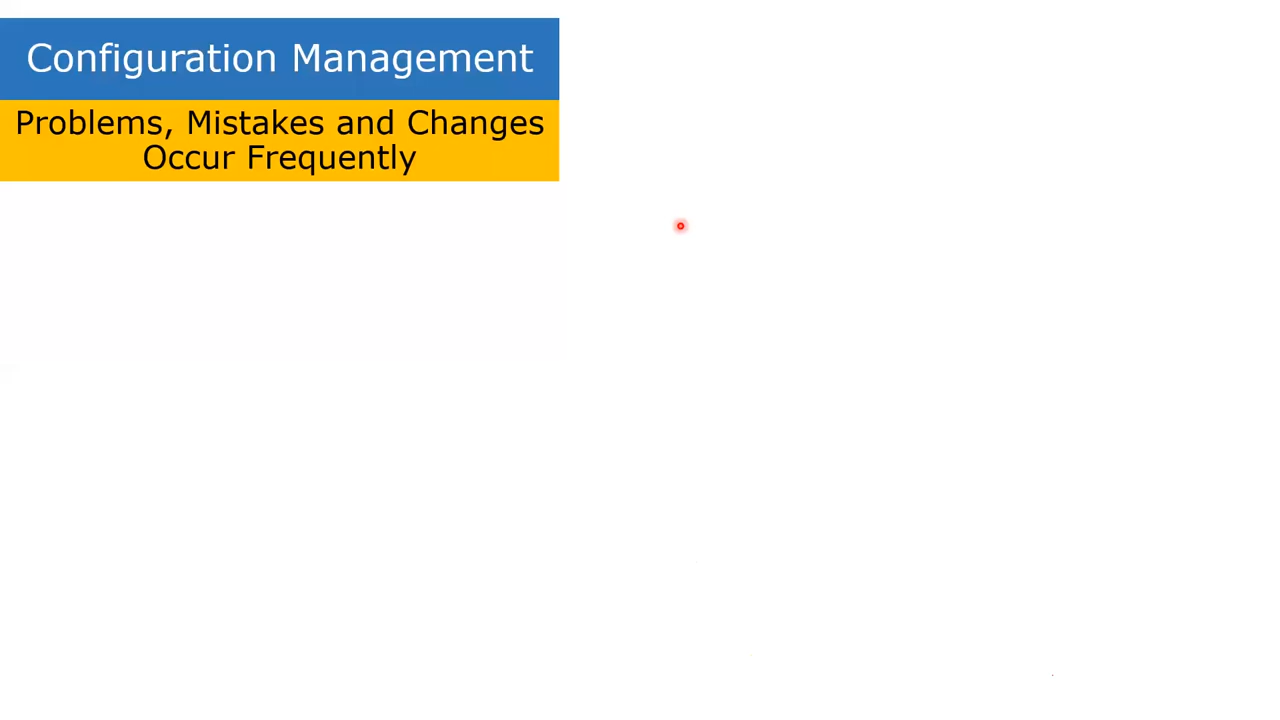 Configuration Management
Problems, Mistakes and Changes
Occur Frequently